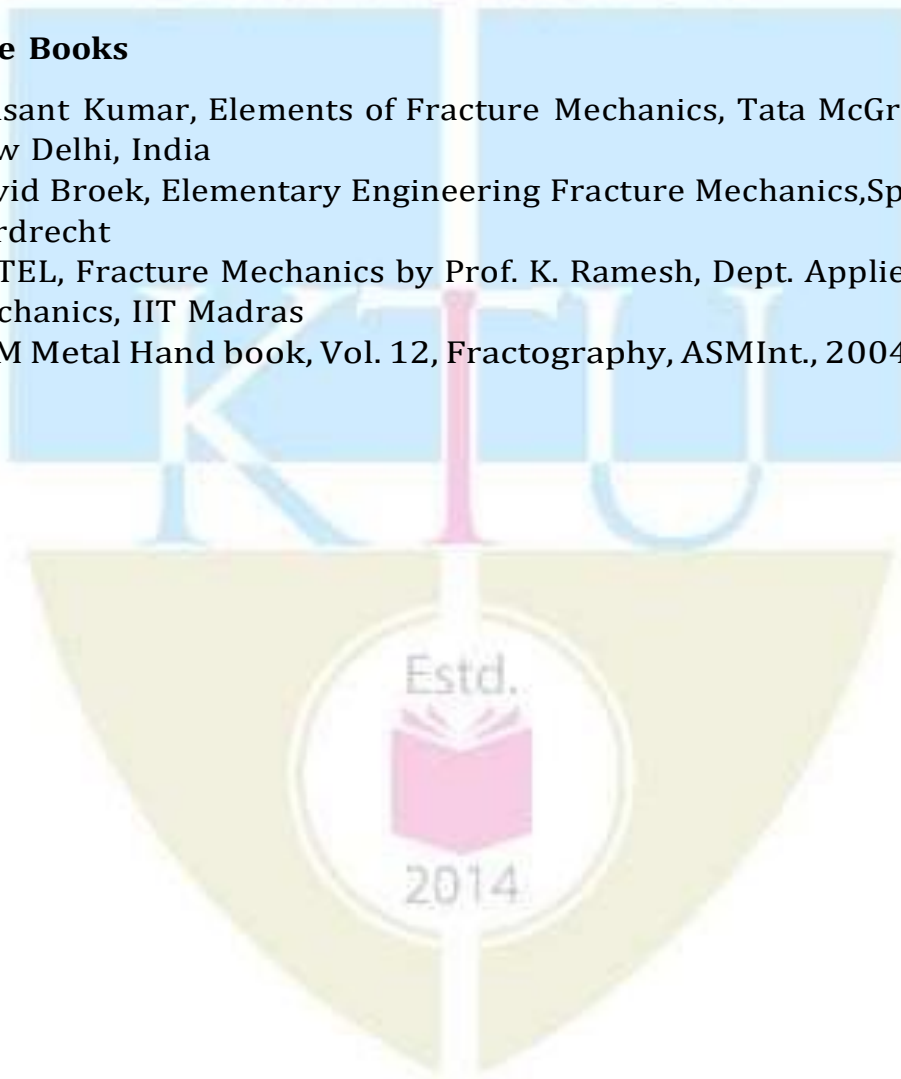 e Books
sant Kumar, Elements of Fracture Mechanics, Tata McGr
w Delhi, India
vid Broek, Elementary Engineering Fracture Mechanics,Sp
rdrecht
TEL, Fracture Mechanics by Prof. K. Ramesh, Dept. Applie
chanics, IIT Madras
M Metal Hand book, Vol. 12, Fractography, ASMInt., 2004
KTU
Estd.
2014